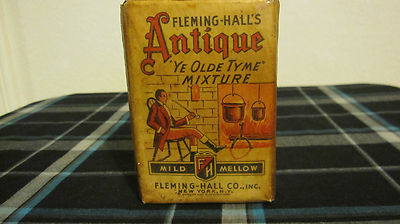 FLEMING-HALL'S
Antique
"YE OLDE TYME"
MIXTURE
MILD FH MELLOW
FLEMING-HALL CO., INC.
NEW YORK, N.Y.